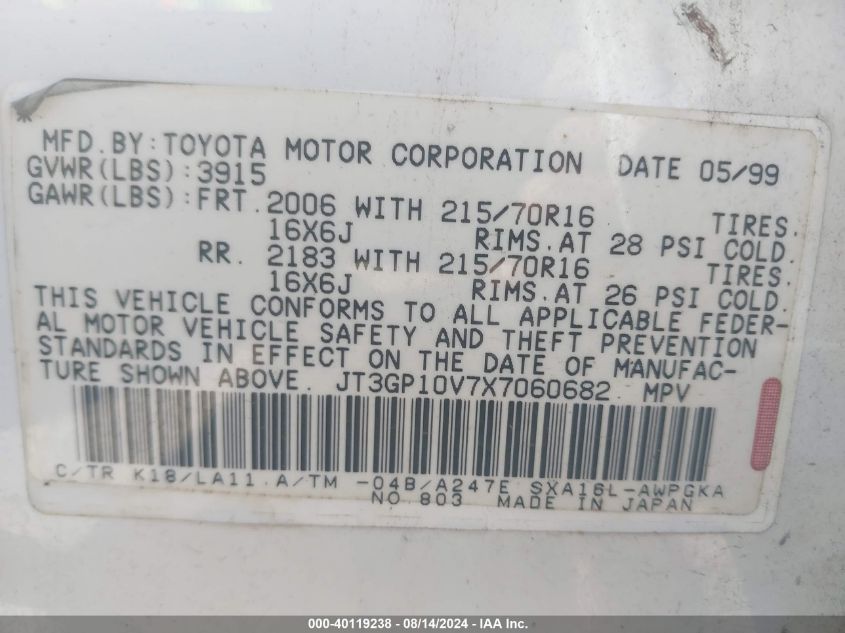 MFD. BY: TOYOTA MOTOR CORPORATION DATE 05/99
GVWR(LBS): 3915
GAWR(LBS): FRT. 2006 WITH 215/70R16 TIRES.
16X6J RIMS. AT 28 PSI COLD.
RR. 2183 WITH 215/70R16 TIRES.
16X6J RIMS. AT 26 PSI COLD.
THIS VEHICLE CONFORMS TO ALL APPLICABLE FEDER-
AL MOTOR VEHICLE SAFETY AND THEFT PREVENTION
STANDARDS IN EFFECT ON THE DATE OF MANUFAC-
TURE SHOWN ABOVE. JT3GP10V7X7060682 MPV
C/TR K18/LA11. A/TM -04B/A247E SXA16L-AWPGKA
NO. 803 MADE IN JAPAN
000-40119238 - 08/14/2024 - IAA Inc.